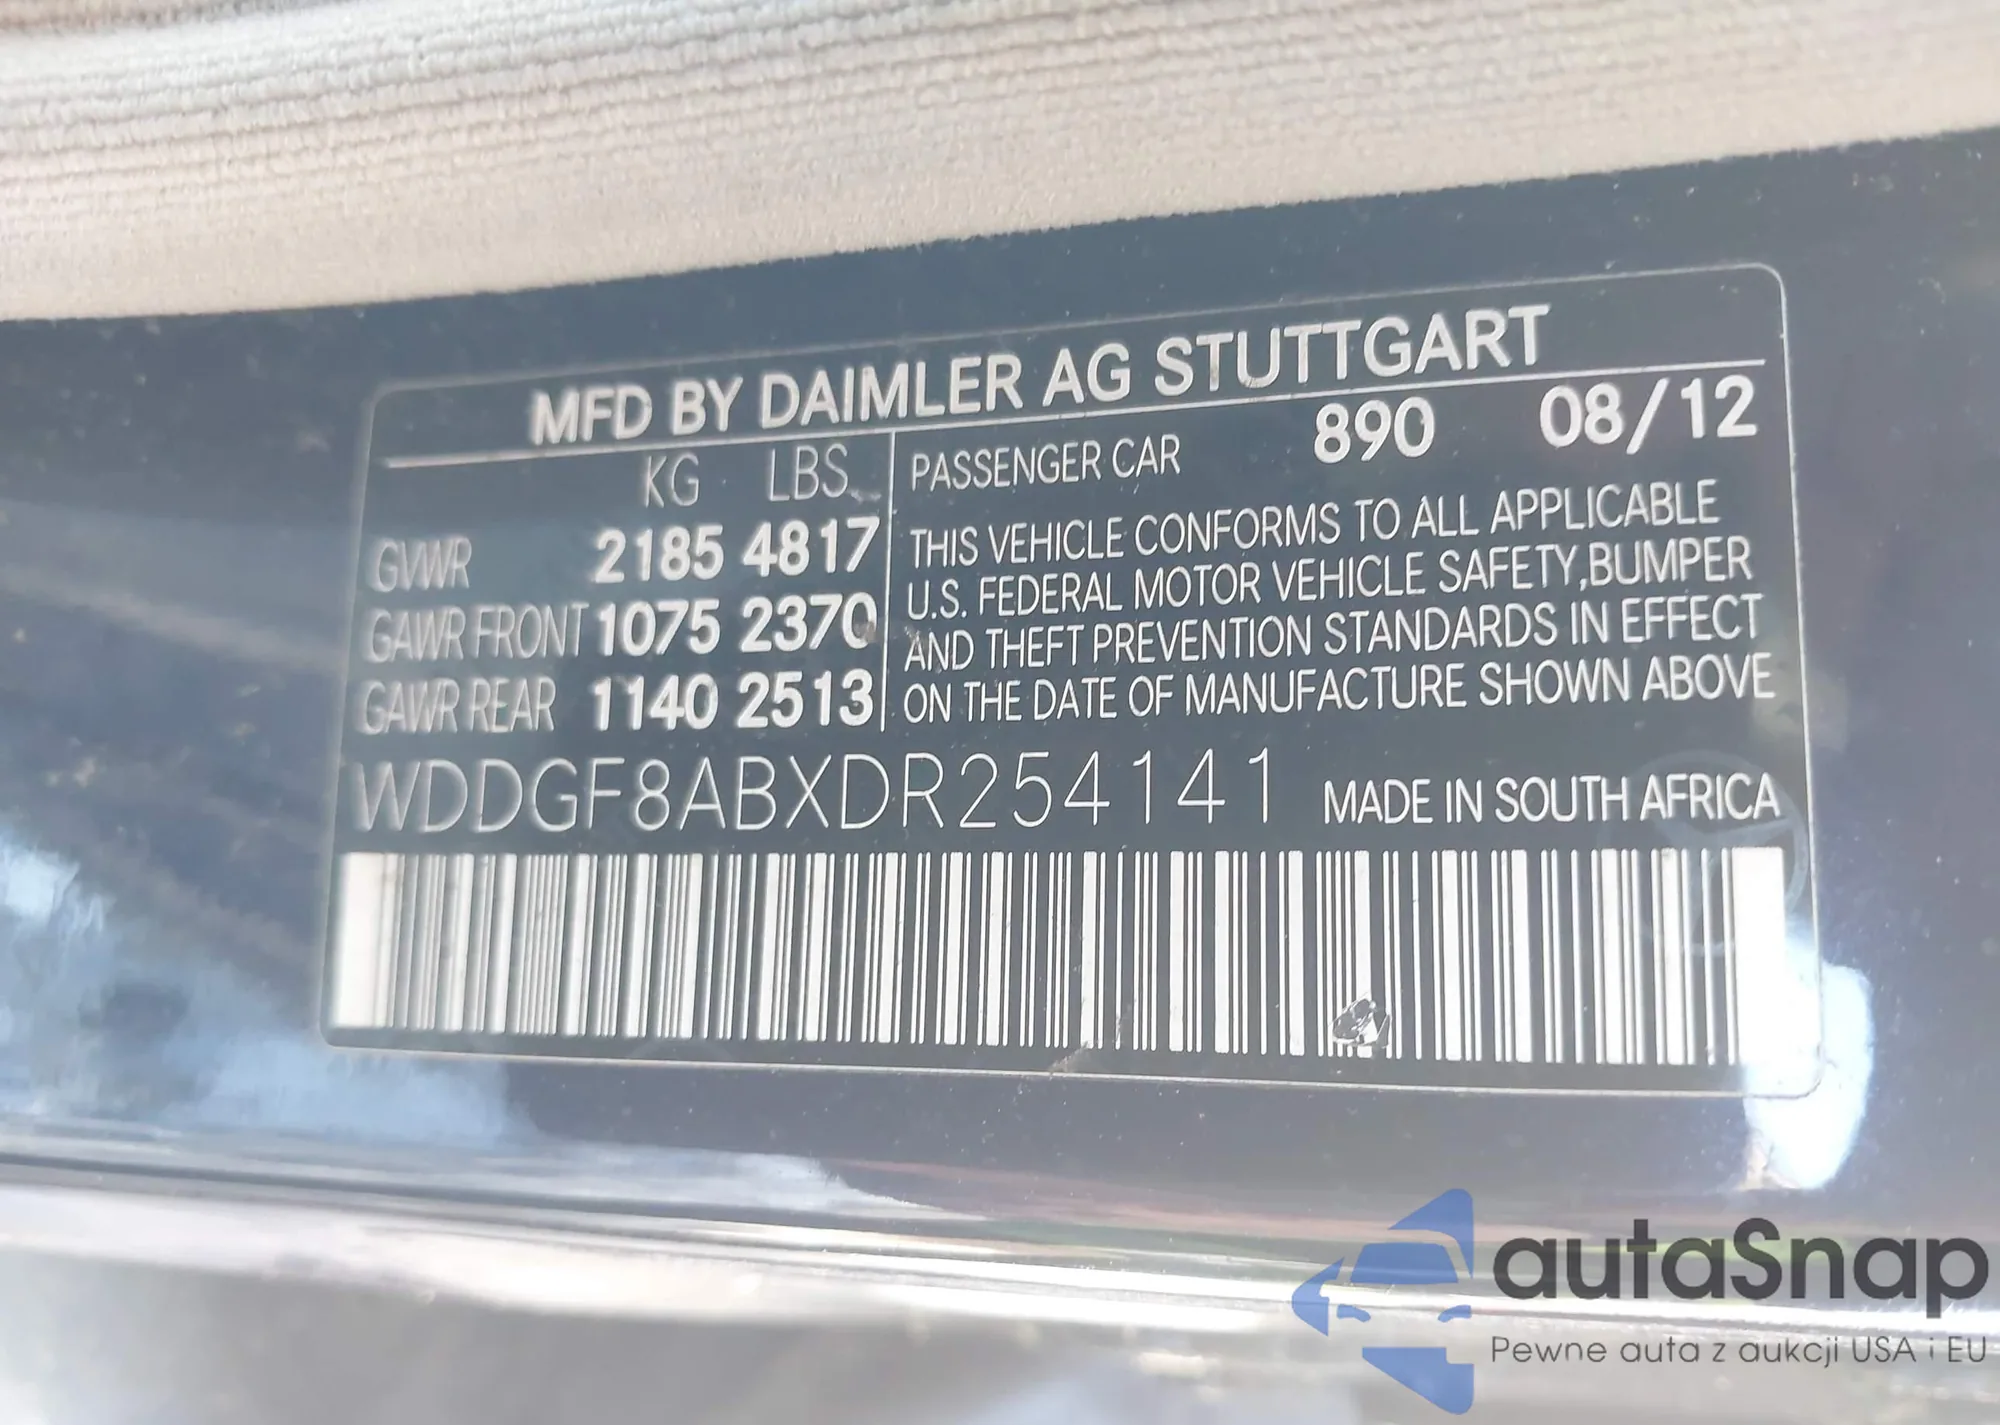 MFD BY DAIMLER AG STUTTGART
KG LBS
GVWR 2185 4817
GAWR FRONT 1075 2370
GAWR REAR 1140 2513
PASSENGER CAR 890 08/12
THIS VEHICLE CONFORMS TO ALL APPLICABLE
U.S. FEDERAL MOTOR VEHICLE SAFETY,BUMPER
AND THEFT PREVENTION STANDARDS IN EFFECT
ON THE DATE OF MANUFACTURE SHOWN ABOVE
WDDGF8ABXDR254141 MADE IN SOUTH AFRICA
autaSnap
Pewne auta z aukcji USA i EU